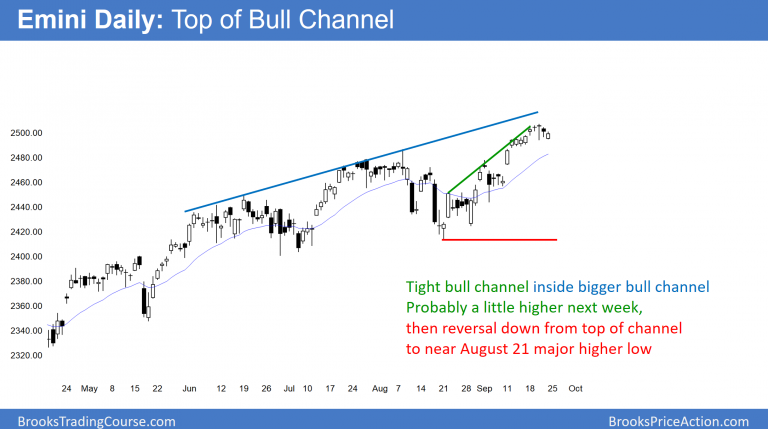 Emini Daily: Top of Bull Channel
2500.00
2480.00
2460.00
2440.00
2420.00
2400.00
2380.00
2360.00
2340.00
2320.00
Tight bull channel inside bigger bull channel
Probably a little higher next week,
then reversal down from top of channel
to near August 21 major higher low
24 May 8 15 22 Jun 12 19 26 Jul 10 17 24 Aug 7 14 21 28 Sep 11 18 25 Oct
BrooksTradingCourse.com BrooksPriceAction.com